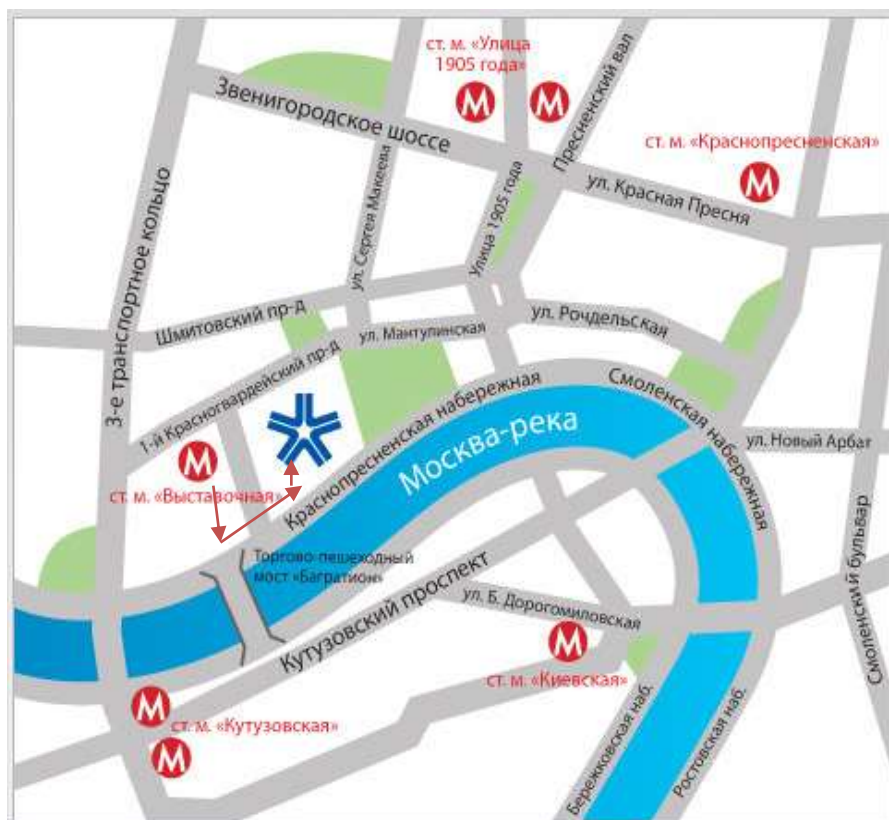 ст. м. «Улица
1905 года»
М
М
Пресненский вал
Звенигородское шоссе
ст. м. «Краснопресненская»
М
ул. Красная Пресня
3-е транспортное кольцо
ул. Сергея Макеева
Улица 1905 года
Шмитовский пр-д
ул. Мантулинская
ул. Рочдельская
1-й Красногвардейский пр-д
Краснопресненская набережная
Смоленская набережная
Москва-река
ул. Новый Арбат
М
ст. м. «Выставочная»
Торгово-пешеходный
мост «Багратион»
Кутузовский проспект
ул. Б. Дорогомиловская
Смоленский бульвар
М
ст. м. «Киевская»
М
ст. м. «Кутузовская»
М
Бережковская наб.
Ростовская наб.